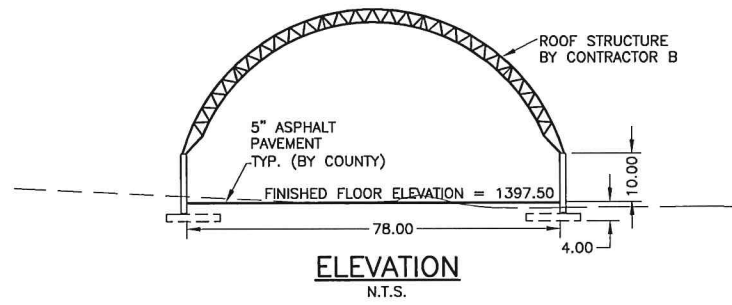 ROOF STRUCTURE
BY CONTRACTOR B
5" ASPHALT
PAVEMENT
TYP. (BY COUNTY)
FINISHED FLOOR ELEVATION = 1397.50
10.00
78.00
4.00
ELEVATION
N.T.S.